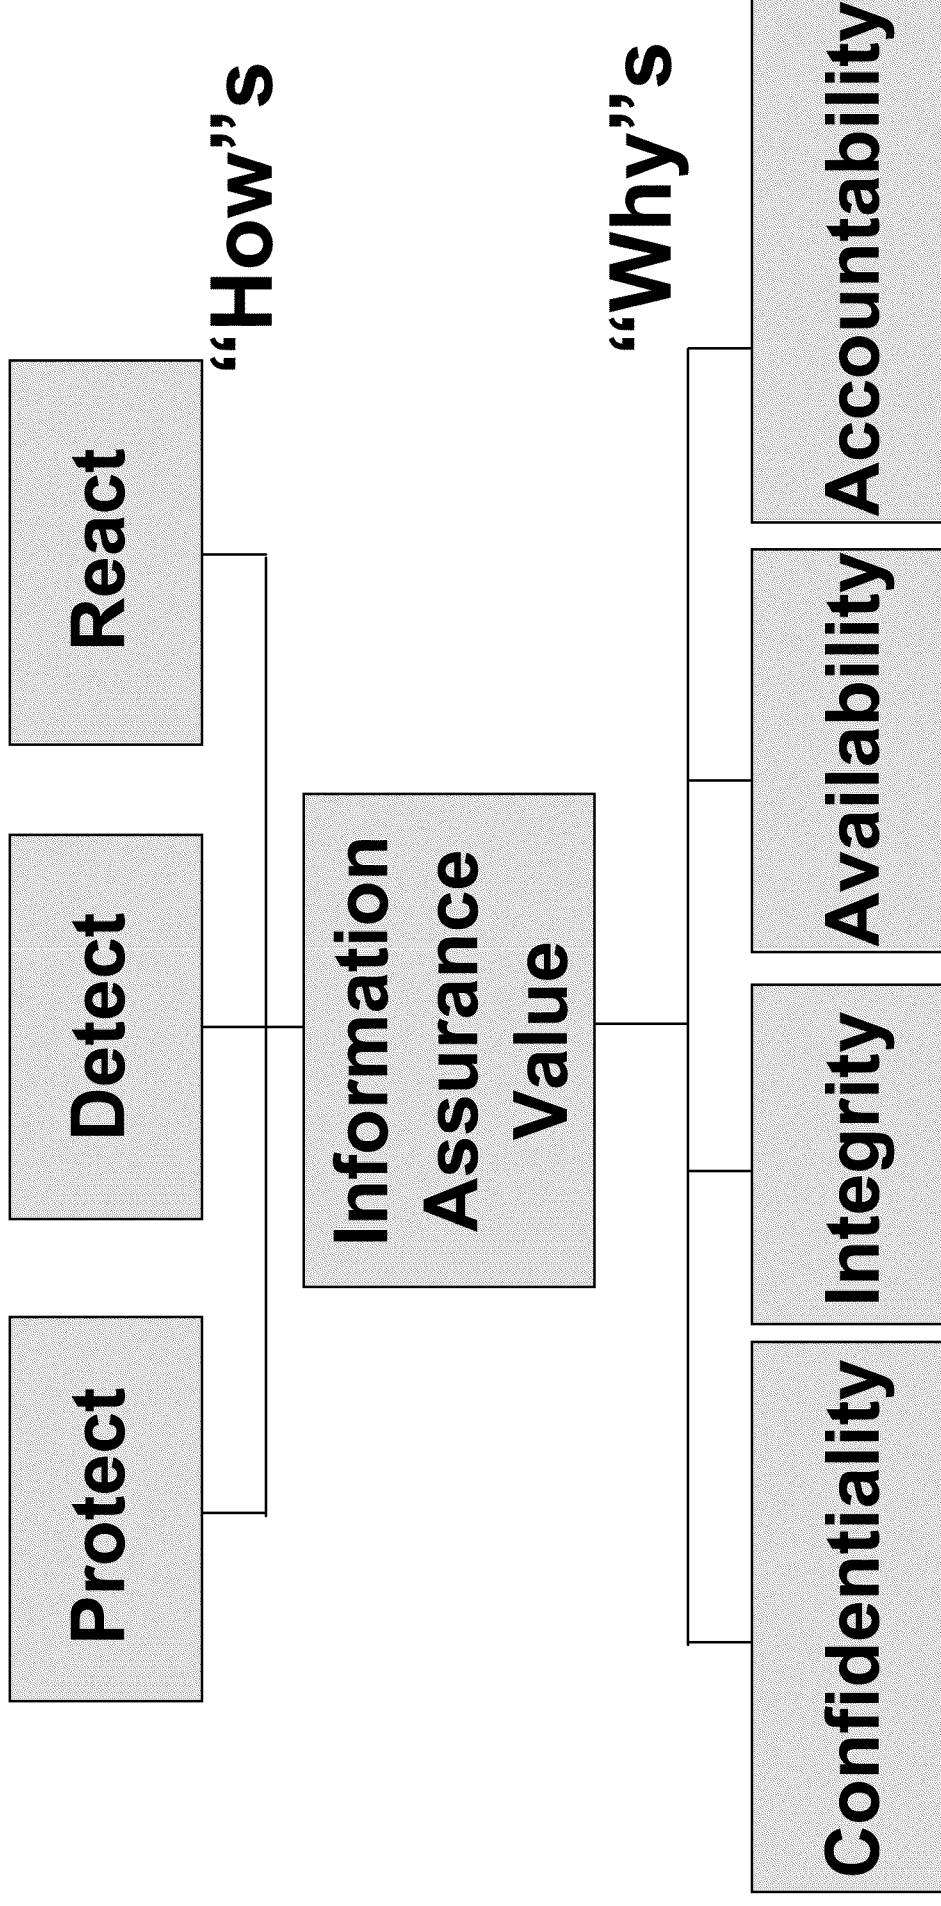 Protect
Detect
React
“How”s
Information
Assurance
Value
“Why”s
Confidentiality
Integrity
Availability
Accountability